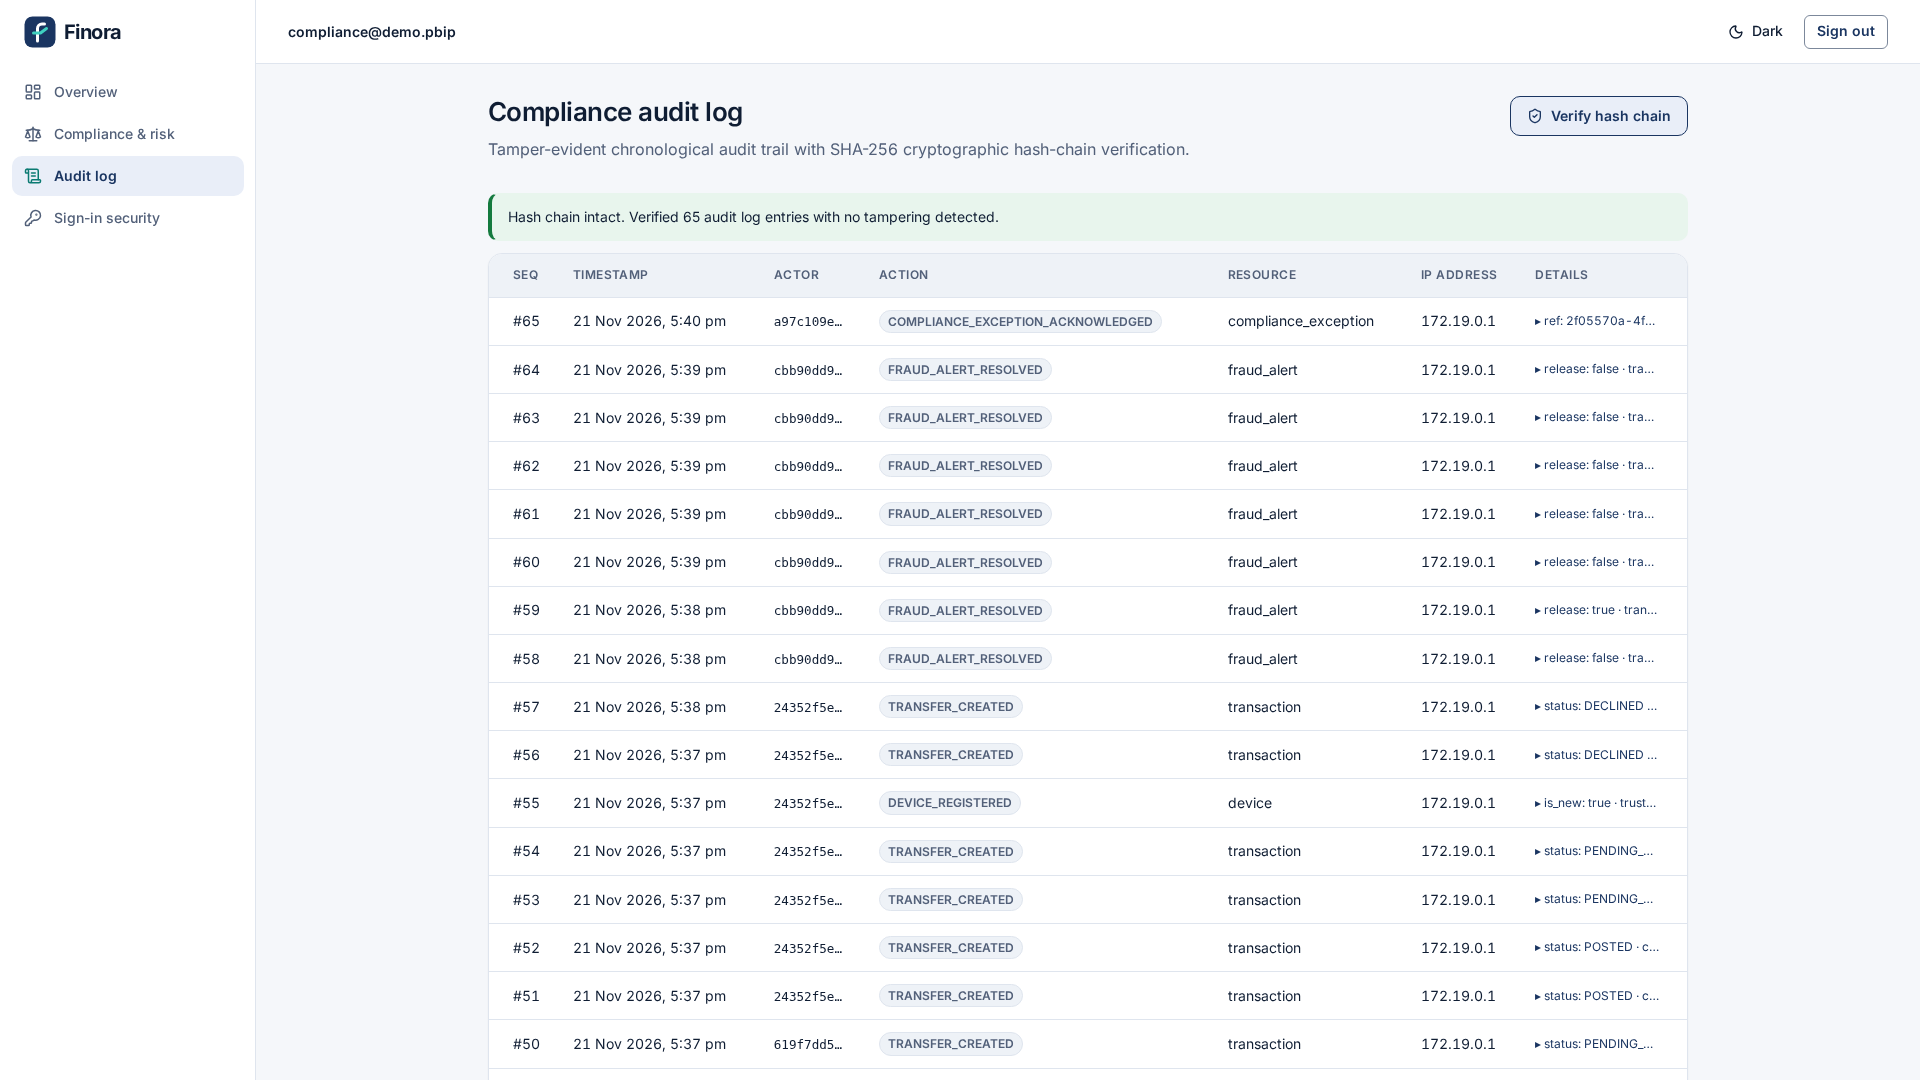 Finora
compliance@demo.pbip
Dark
Sign out
Overview
Compliance & risk
Audit log
Sign-in security
Compliance audit log
Verify hash chain
Tamper-evident chronological audit trail with SHA-256 cryptographic hash-chain verification.
Hash chain intact. Verified 65 audit log entries with no tampering detected.
SEQ TIMESTAMP ACTOR ACTION RESOURCE IP ADDRESS DETAILS
#65 21 Nov 2026, 5:40 pm a97c109e… COMPLIANCE_EXCEPTION_ACKNOWLEDGED compliance_exception 172.19.0.1 ▸ ref: 2f05570a-4f…
#64 21 Nov 2026, 5:39 pm cbb90dd9… FRAUD_ALERT_RESOLVED fraud_alert 172.19.0.1 ▸ release: false · tra…
#63 21 Nov 2026, 5:39 pm cbb90dd9… FRAUD_ALERT_RESOLVED fraud_alert 172.19.0.1 ▸ release: false · tra…
#62 21 Nov 2026, 5:39 pm cbb90dd9… FRAUD_ALERT_RESOLVED fraud_alert 172.19.0.1 ▸ release: false · tra…
#61 21 Nov 2026, 5:39 pm cbb90dd9… FRAUD_ALERT_RESOLVED fraud_alert 172.19.0.1 ▸ release: false · tra…
#60 21 Nov 2026, 5:39 pm cbb90dd9… FRAUD_ALERT_RESOLVED fraud_alert 172.19.0.1 ▸ release: false · tra…
#59 21 Nov 2026, 5:38 pm cbb90dd9… FRAUD_ALERT_RESOLVED fraud_alert 172.19.0.1 ▸ release: true · tran…
#58 21 Nov 2026, 5:38 pm cbb90dd9… FRAUD_ALERT_RESOLVED fraud_alert 172.19.0.1 ▸ release: false · tra…
#57 21 Nov 2026, 5:38 pm 24352f5e… TRANSFER_CREATED transaction 172.19.0.1 ▸ status: DECLINED …
#56 21 Nov 2026, 5:37 pm 24352f5e… TRANSFER_CREATED transaction 172.19.0.1 ▸ status: DECLINED …
#55 21 Nov 2026, 5:37 pm 24352f5e… DEVICE_REGISTERED device 172.19.0.1 ▸ is_new: true · trust…
#54 21 Nov 2026, 5:37 pm 24352f5e… TRANSFER_CREATED transaction 172.19.0.1 ▸ status: PENDING_…
#53 21 Nov 2026, 5:37 pm 24352f5e… TRANSFER_CREATED transaction 172.19.0.1 ▸ status: PENDING_…
#52 21 Nov 2026, 5:37 pm 24352f5e… TRANSFER_CREATED transaction 172.19.0.1 ▸ status: POSTED · c…
#51 21 Nov 2026, 5:37 pm 24352f5e… TRANSFER_CREATED transaction 172.19.0.1 ▸ status: POSTED · c…
#50 21 Nov 2026, 5:37 pm 619f7dd5… TRANSFER_CREATED transaction 172.19.0.1 ▸ status: PENDING_…